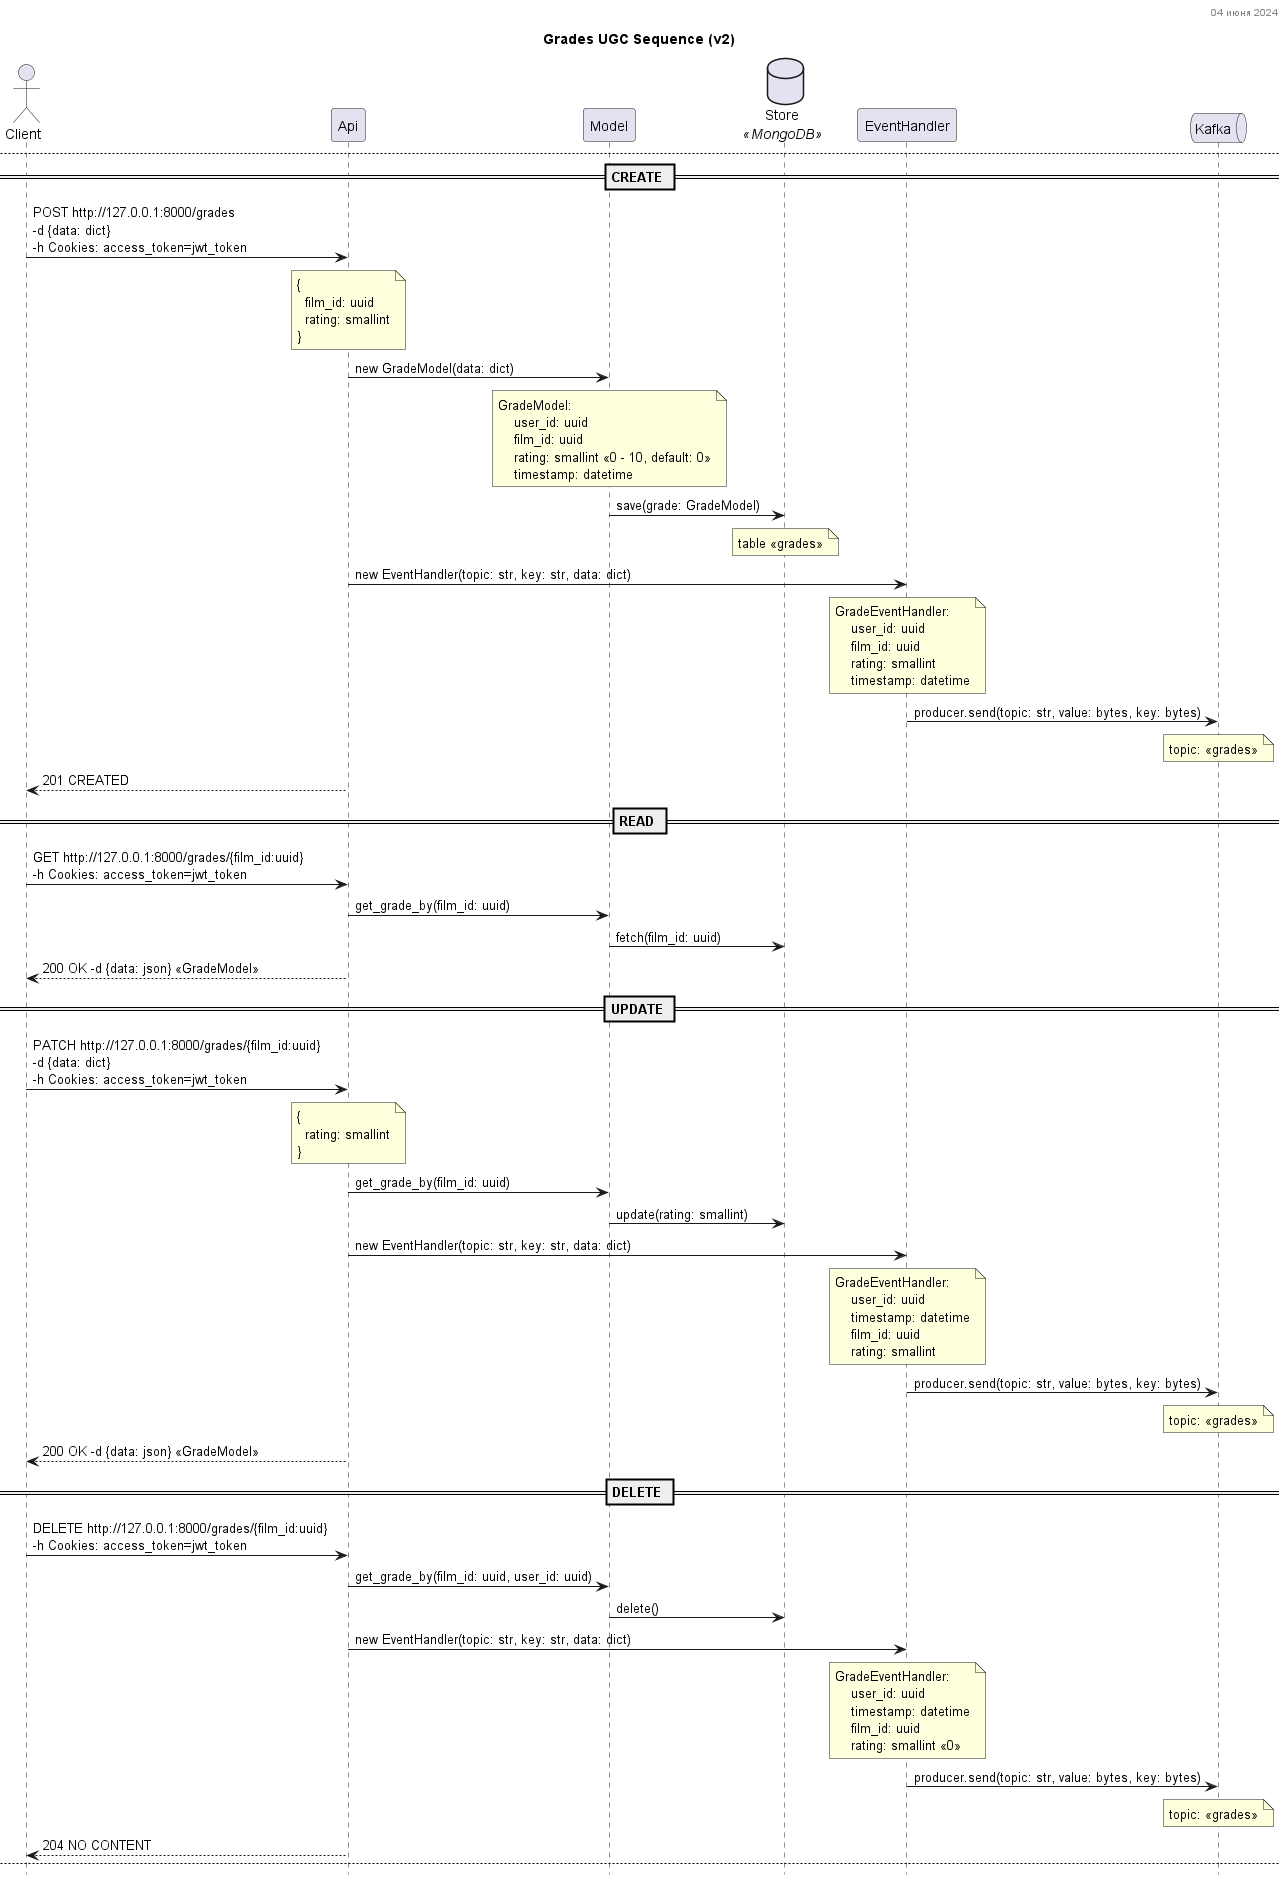 04 июня 2024
Grades UGC Sequence (v2)
Client
Api
Model
Store
«MongoDB»
EventHandler
Kafka
CREATE
POST http://127.0.0.1:8000/grades
-d {data: dict}
-h Cookies: access_token=jwt_token
{
film_id: uuid
rating: smallint
}
new GradeModel(data: dict)
GradeModel:
user_id: uuid
film_id: uuid
rating: smallint «0 - 10, default: 0»
timestamp: datetime
save(grade: GradeModel)
table «grades»
new EventHandler(topic: str, key: str, data: dict)
GradeEventHandler:
user_id: uuid
film_id: uuid
rating: smallint
timestamp: datetime
producer.send(topic: str, value: bytes, key: bytes)
topic: «grades»
201 CREATED
READ
GET http://127.0.0.1:8000/grades/{film_id:uuid}
-h Cookies: access_token=jwt_token
get_grade_by(film_id: uuid)
fetch(film_id: uuid)
200 OK -d {data: json} «GradeModel»
UPDATE
PATCH http://127.0.0.1:8000/grades/{film_id:uuid}
-d {data: dict}
-h Cookies: access_token=jwt_token
{
rating: smallint
}
get_grade_by(film_id: uuid)
update(rating: smallint)
new EventHandler(topic: str, key: str, data: dict)
GradeEventHandler:
user_id: uuid
timestamp: datetime
film_id: uuid
rating: smallint
producer.send(topic: str, value: bytes, key: bytes)
topic: «grades»
200 OK -d {data: json} «GradeModel»
DELETE
DELETE http://127.0.0.1:8000/grades/{film_id:uuid}
-h Cookies: access_token=jwt_token
get_grade_by(film_id: uuid, user_id: uuid)
delete()
new EventHandler(topic: str, key: str, data: dict)
GradeEventHandler:
user_id: uuid
timestamp: datetime
film_id: uuid
rating: smallint «0»
producer.send(topic: str, value: bytes, key: bytes)
topic: «grades»
204 NO CONTENT